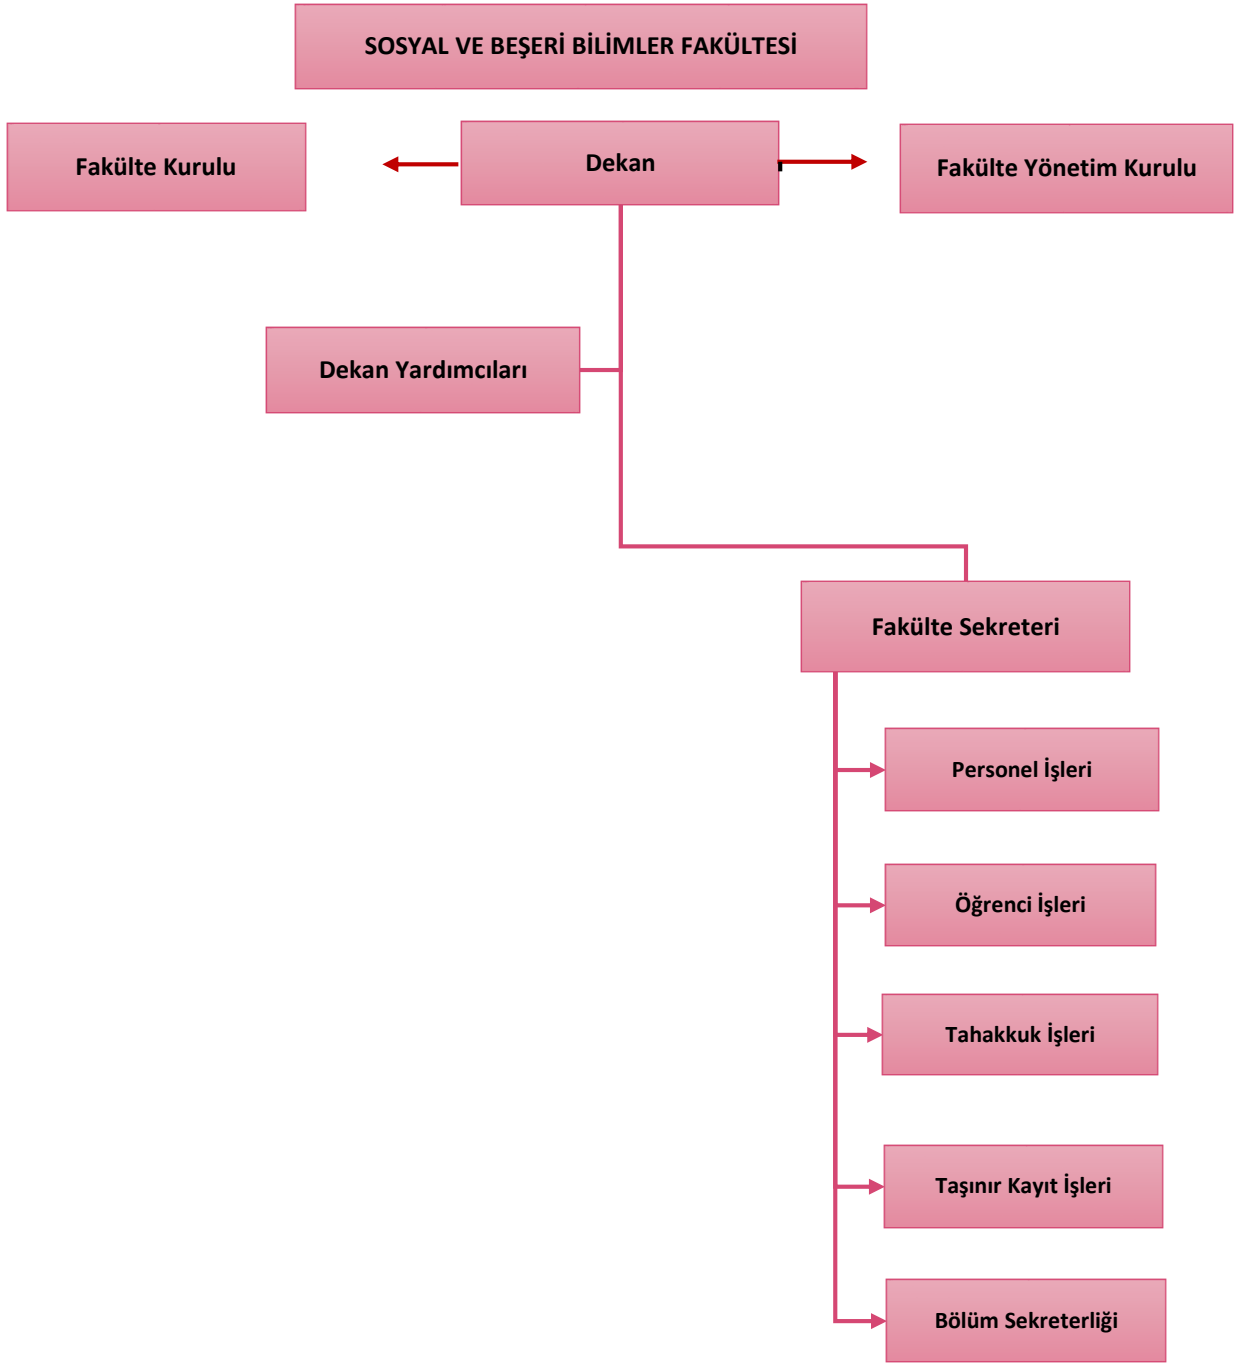 SOSYAL VE BEŞERİ BİLİMLER FAKÜLTESİ
Fakülte Kurulu
Dekan
Fakülte Yönetim Kurulu
Dekan Yardımcıları
Fakülte Sekreteri
Personel İşleri
Öğrenci İşleri
Tahakkuk İşleri
Taşınır Kayıt İşleri
Bölüm Sekreterliği